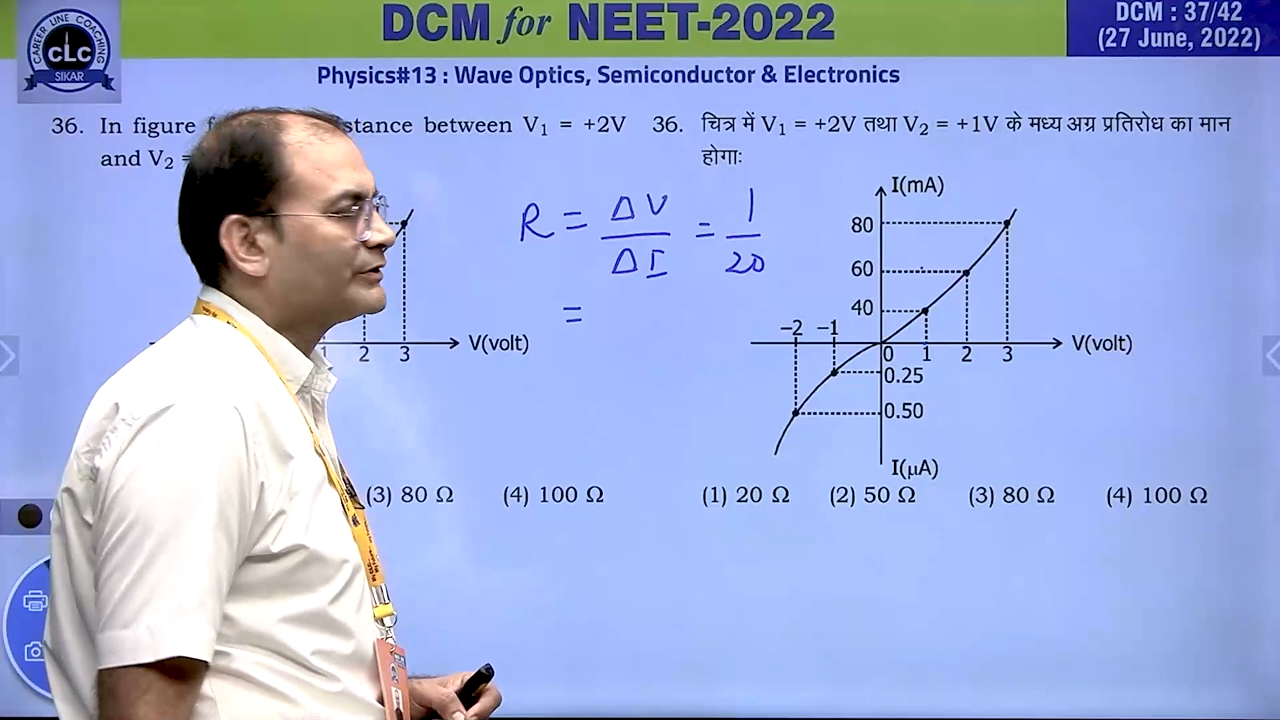 DCM for NEET-2022
DCM : 37/42
(27 June, 2022)
CAREER LINE COACHING
CLC
SIKAR
Physics#13 : Wave Optics, Semiconductor & Electronics
36. In figure stance between V₁ = +2V
and V₂ =
1 2 3 V(volt)
(3) 80 Ω (4) 100 Ω
R = ΔV/ΔI = 1/20
=
36. चित्र में V₁ = +2V तथा V₂ = +1V के मध्य अग्र प्रतिरोध का मान
होगाः
I(mA)
80
60
40
−2 −1 0 1 2 3 V(volt)
0.25
0.50
I(μA)
(1) 20 Ω (2) 50 Ω (3) 80 Ω (4) 100 Ω